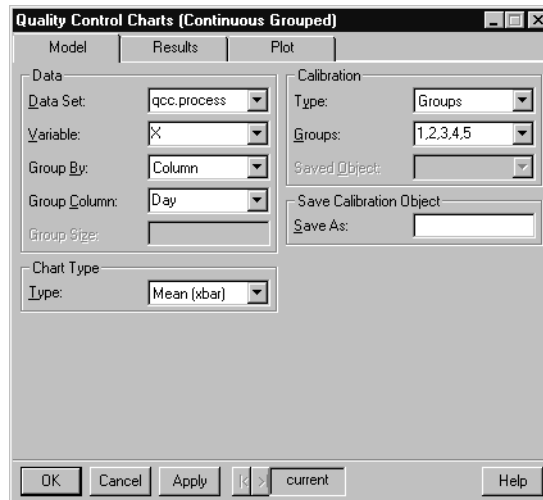 Quality Control Charts (Continuous Grouped)
Model Results Plot
Data
Data Set: qcc.process
Variable: X
Group By: Column
Group Column: Day
Group Size:
Chart Type
Type: Mean (xbar)
Calibration
Type: Groups
Groups: 1,2,3,4,5
Saved Object:
Save Calibration Object
Save As:
OK Cancel Apply current Help